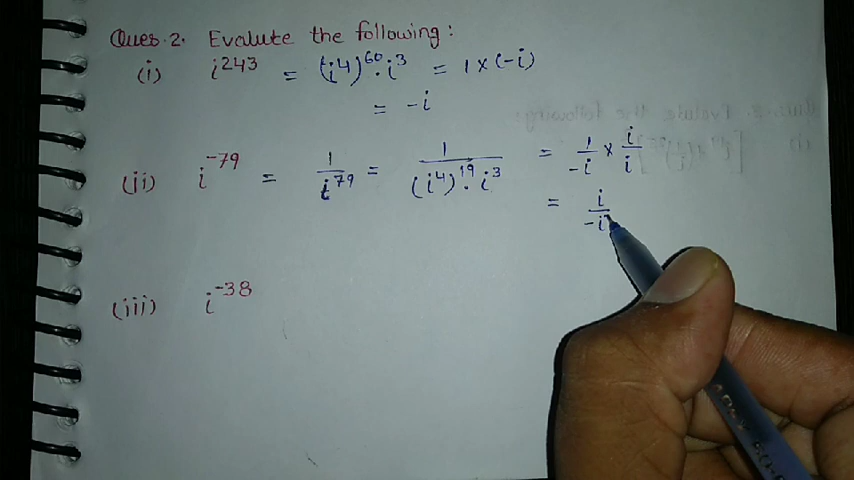 Ques. 2. Evalute the following:
(i) i^243 = (i^4)^60 · i^3 = 1 × (-i)
= -i
(ii) i^-79 = 1/i^79 = 1/((i^4)^19 · i^3) = 1/-i × i/i
= i/-i
(iii) i^-38